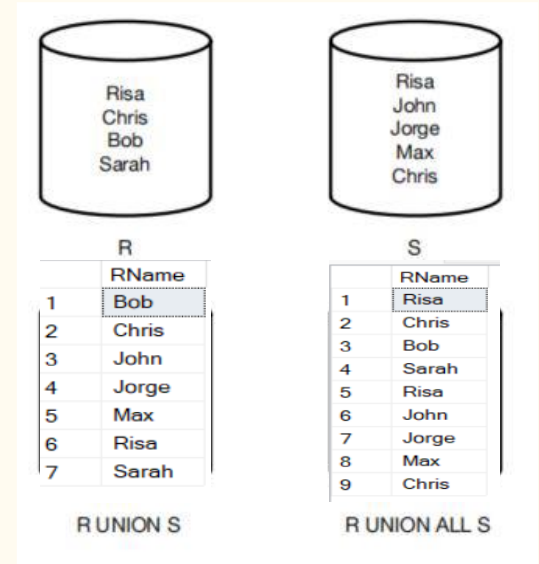 Risa
Chris
Bob
Sarah
R
Risa
John
Jorge
Max
Chris
S
RName
1 Bob
2 Chris
3 John
4 Jorge
5 Max
6 Risa
7 Sarah
R UNION S
RName
1 Risa
2 Chris
3 Bob
4 Sarah
5 Risa
6 John
7 Jorge
8 Max
9 Chris
R UNION ALL S